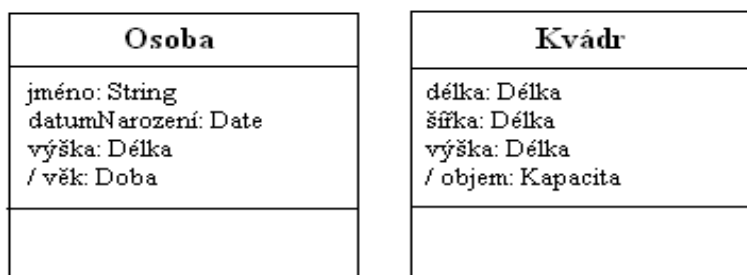 Osoba
jméno: String
datumNarození: Date
výška: Délka
/ věk: Doba
Kvádr
délka: Délka
šířka: Délka
výška: Délka
/ objem: Kapacita